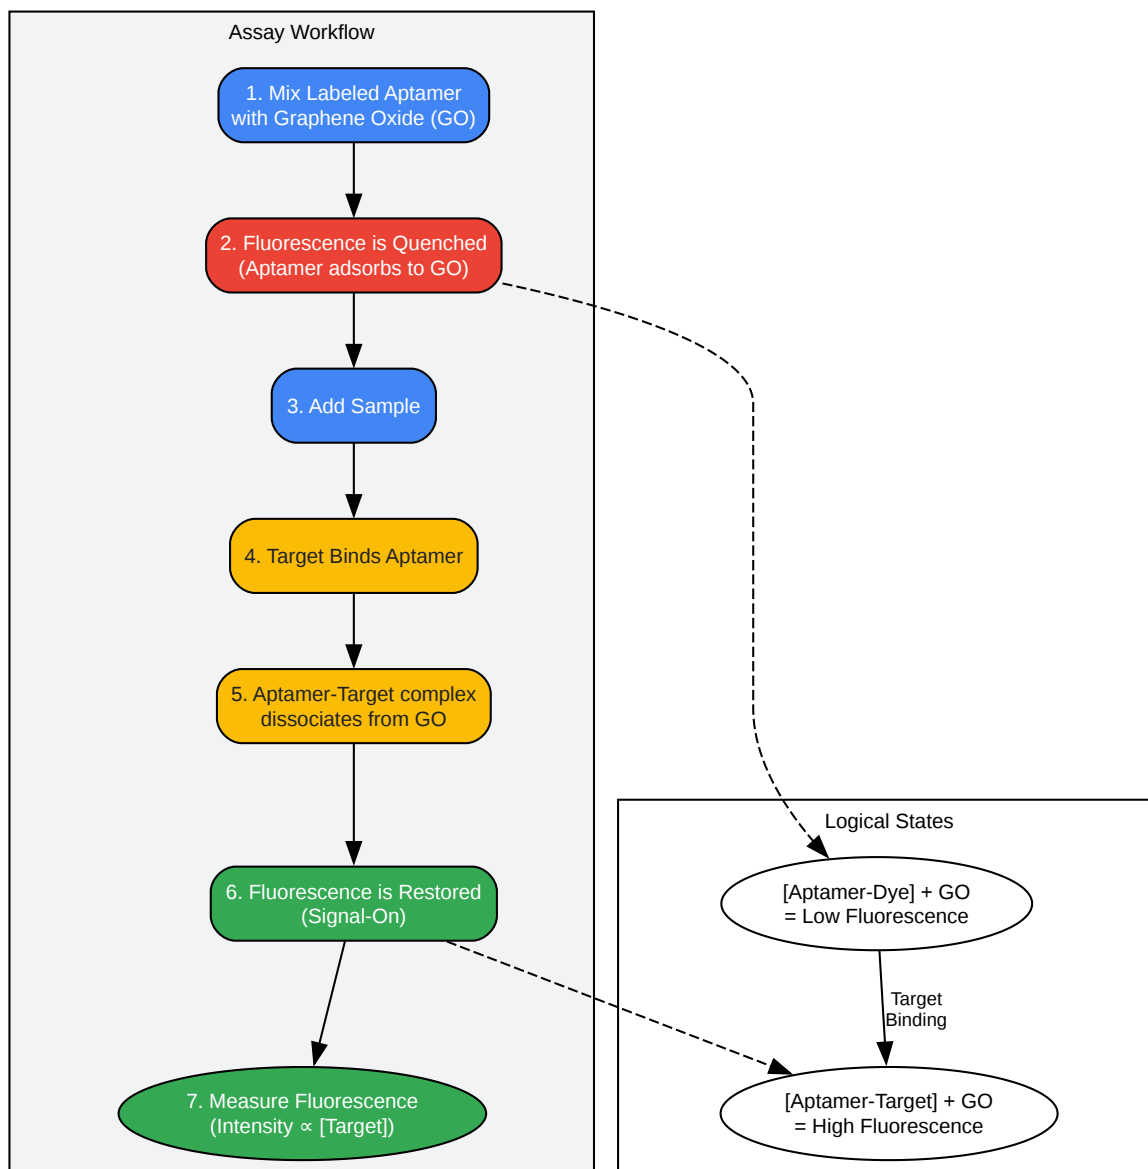 Assay Workflow
1. Mix Labeled Aptamer
with Graphene Oxide (GO)
2. Fluorescence is Quenched
(Aptamer adsorbs to GO)
3. Add Sample
4. Target Binds Aptamer
5. Aptamer-Target complex
dissociates from GO
6. Fluorescence is Restored
(Signal-On)
7. Measure Fluorescence
(Intensity ∝ [Target])
Logical States
[Aptamer-Dye] + GO
= Low Fluorescence
Target
Binding
[Aptamer-Target] + GO
= High Fluorescence